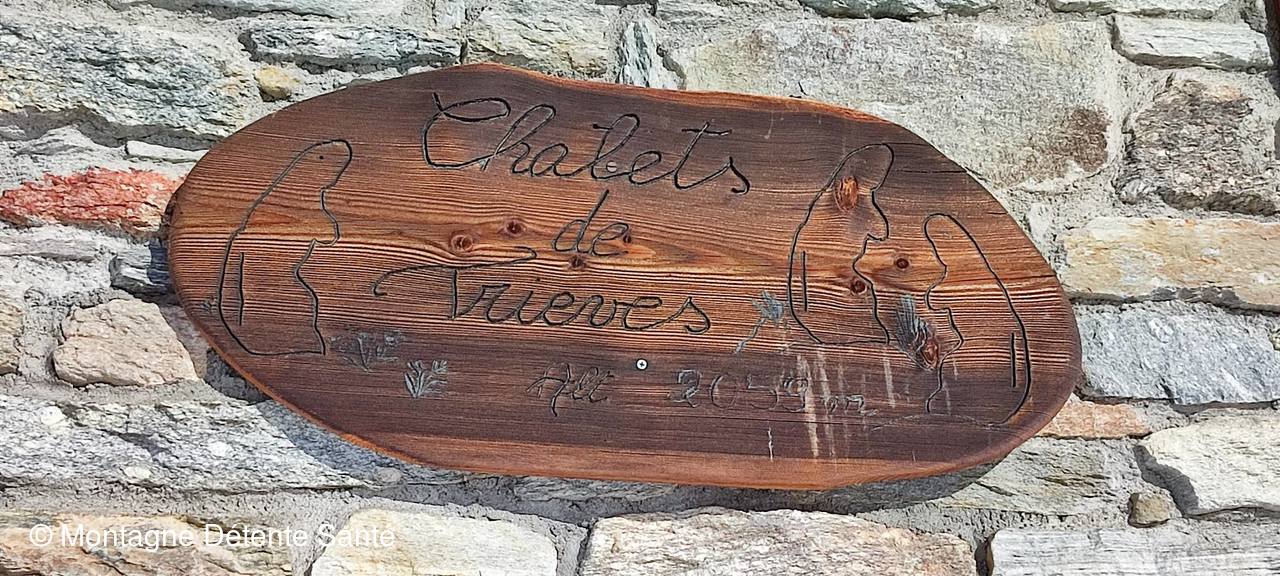 Chalets
de
Trieves
Alt 2059 m
© Montagne Détente Santé